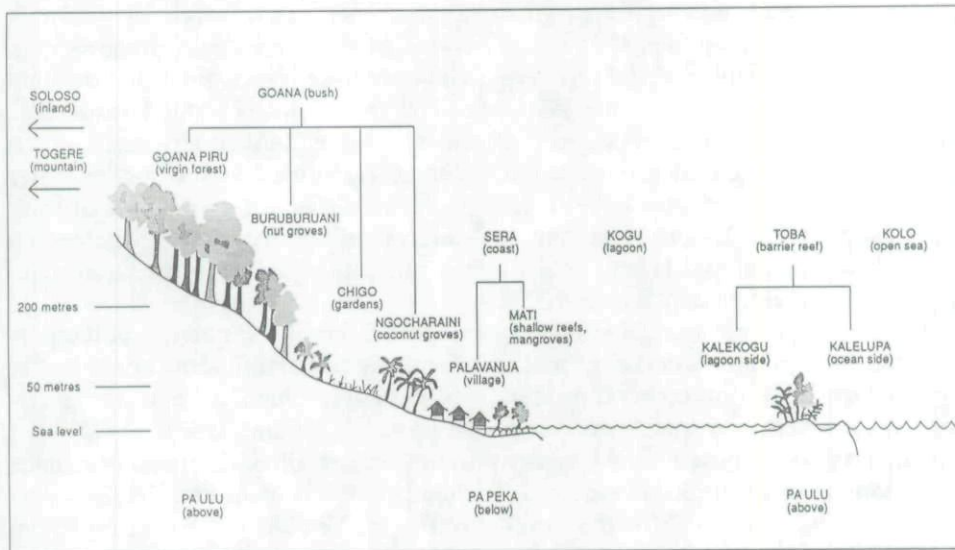 SOLOSO
(inland)
TOGERE
(mountain)
GOANA (bush)
GOANA PIRU
(virgin forest)
BURUBURUANI
(nut groves)
CHIGO
(gardens)
NGOCHARAINI
(coconut groves)
SERA
(coast)
PALAVANUA
(village)
MATI
(shallow reefs,
mangroves)
KOGU
(lagoon)
TOBA
(barrier reef)
KALEKOGU
(lagoon side)
KALELUPA
(ocean side)
KOLO
(open sea)
200 metres
50 metres
Sea level
PA ULU
(above)
PA PEKA
(below)
PA ULU
(above)